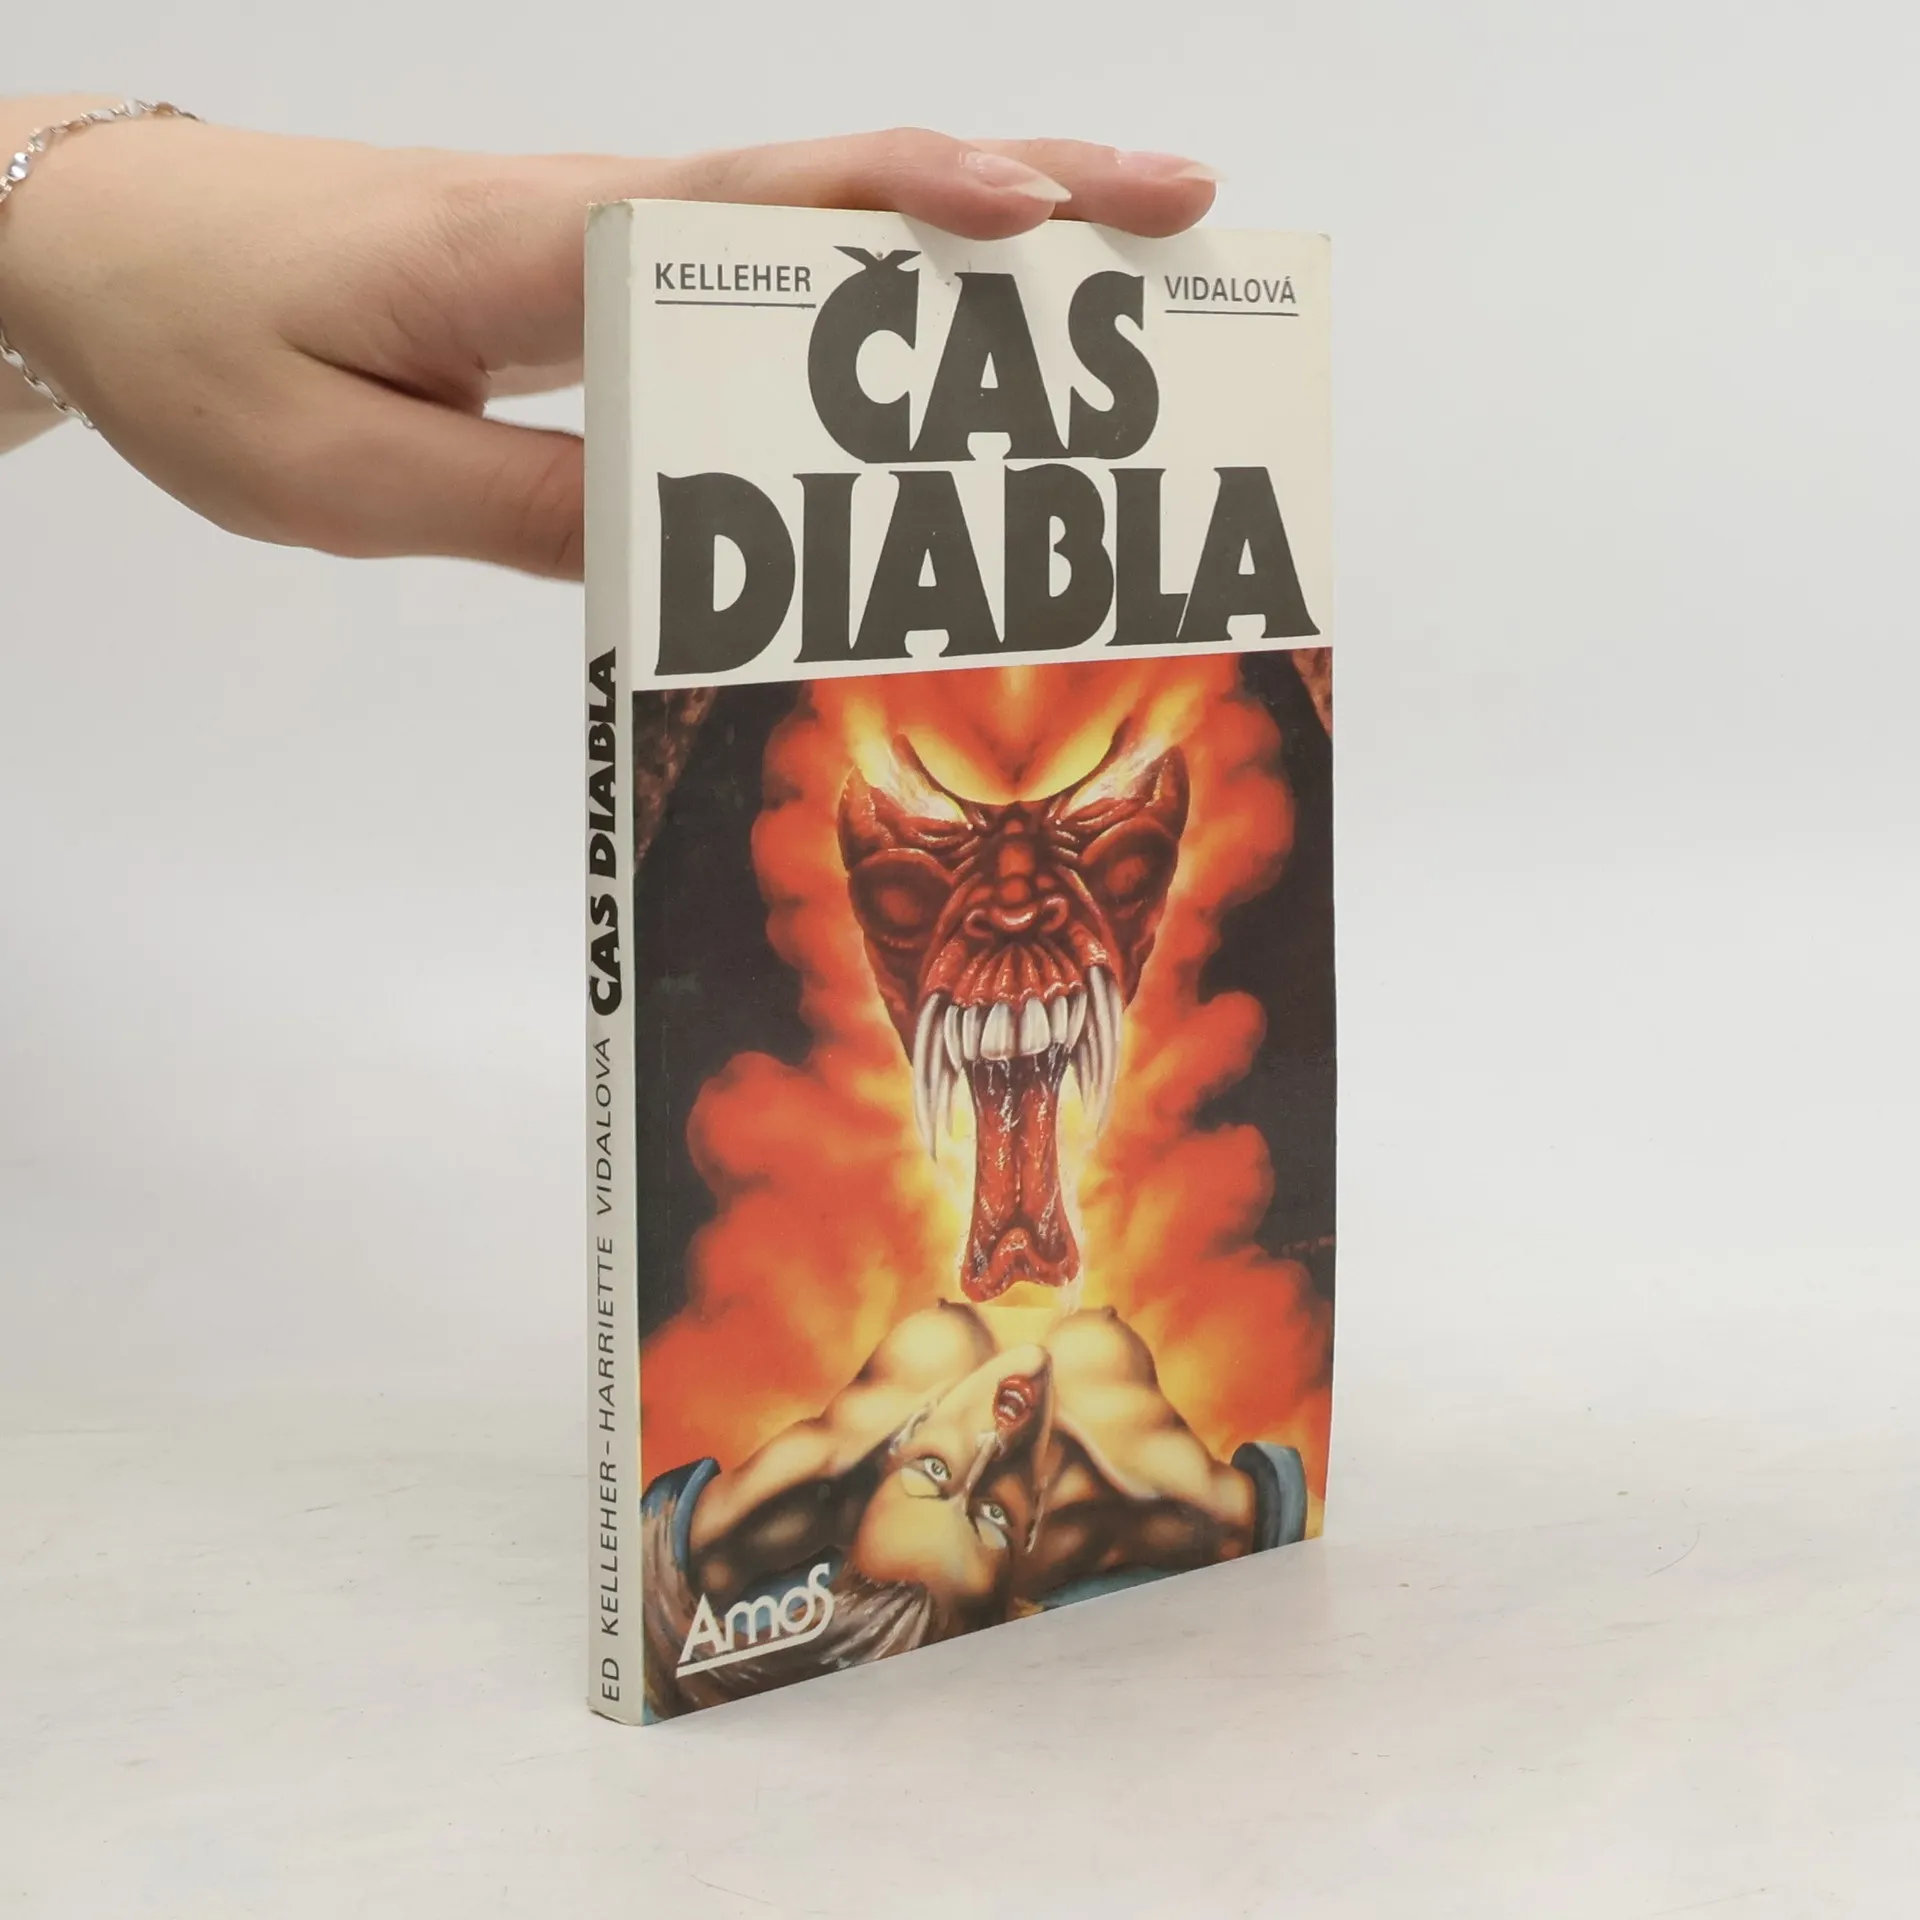 KELLEHER
VIDALOVÁ
ČAS
DIABLA
Amos
ED KELLEHER-HARRIETTE VIDALOVÁ ČAS DIABLA